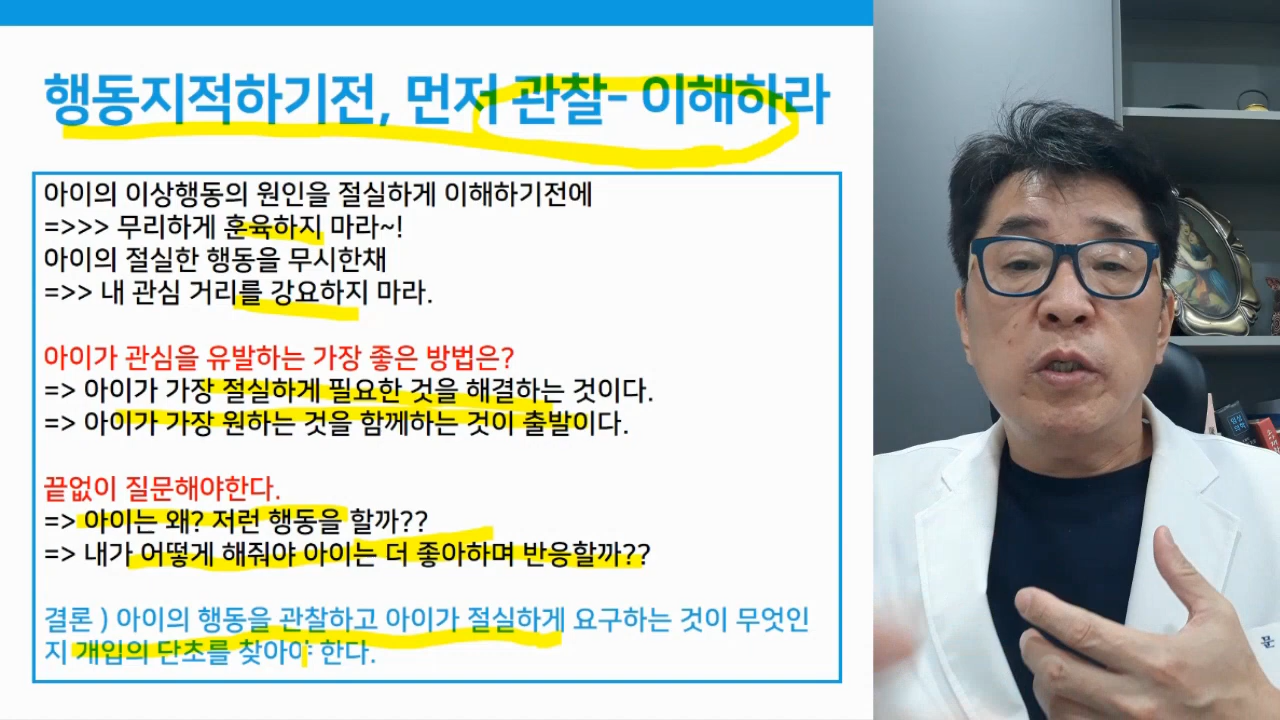 행동지적하기전, 먼저 관찰- 이해하라
아이의 이상행동의 원인을 절실하게 이해하기전에
=>>> 무리하게 훈육하지 마라~!
아이의 절실한 행동을 무시한채
=>> 내 관심 거리를 강요하지 마라.
아이가 관심을 유발하는 가장 좋은 방법은?
=> 아이가 가장 절실하게 필요한 것을 해결하는 것이다.
=> 아이가 가장 원하는 것을 함께하는 것이 출발이다.
끝없이 질문해야한다.
=> 아이는 왜? 저런 행동을 할까??
=> 내가 어떻게 해줘야 아이는 더 좋아하며 반응할까??
결론 ) 아이의 행동을 관찰하고 아이가 절실하게 요구하는 것이 무엇인
지 개입의 단초를 찾아야 한다.
문